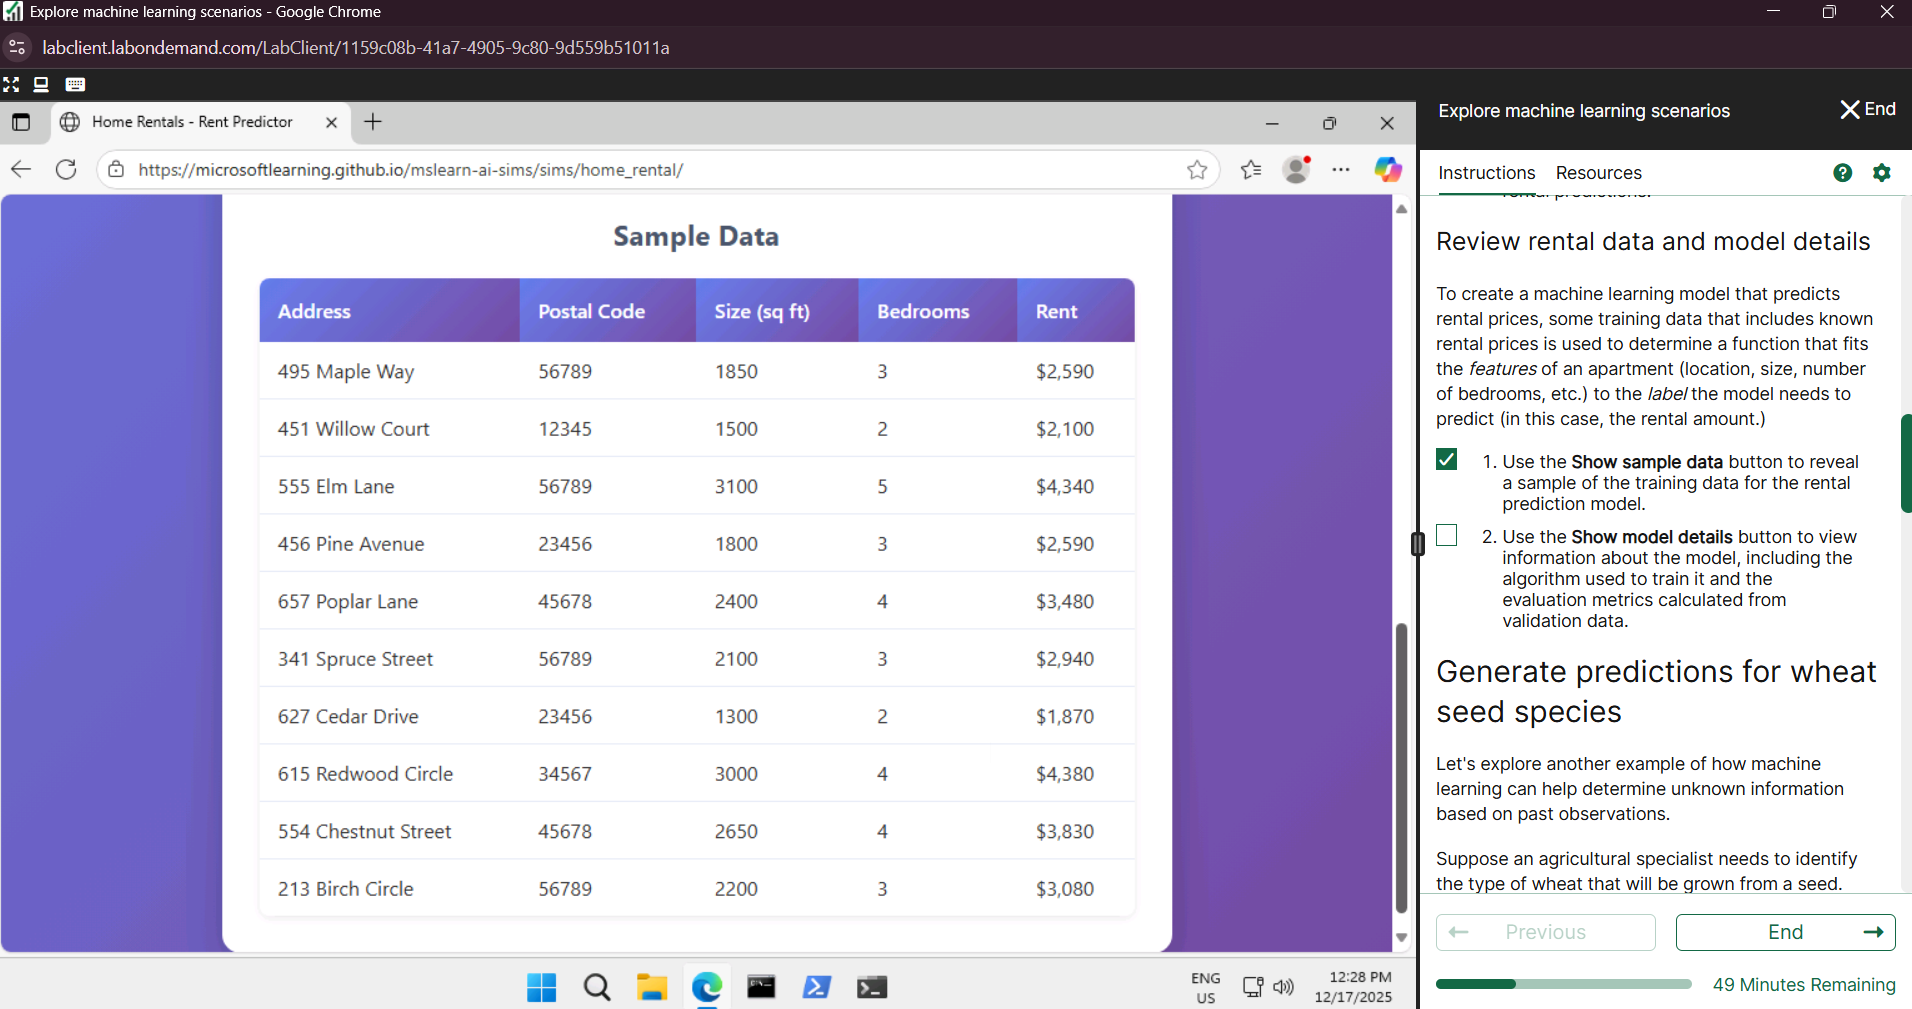 Explore machine learning scenarios - Google Chrome
labclient.labondemand.com/LabClient/1159c08b-41a7-4905-9c80-9d559b51011a
Home Rentals - Rent Predictor
https://microsoftlearning.github.io/mslearn-ai-sims/sims/home_rental/
Sample Data
Address Postal Code Size (sq ft) Bedrooms Rent
495 Maple Way 56789 1850 3 $2,590
451 Willow Court 12345 1500 2 $2,100
555 Elm Lane 56789 3100 5 $4,340
456 Pine Avenue 23456 1800 3 $2,590
657 Poplar Lane 45678 2400 4 $3,480
341 Spruce Street 56789 2100 3 $2,940
627 Cedar Drive 23456 1300 2 $1,870
615 Redwood Circle 34567 3000 4 $4,380
554 Chestnut Street 45678 2650 4 $3,830
213 Birch Circle 56789 2200 3 $3,080
ENG
US
12:28 PM
12/17/2025
Explore machine learning scenarios
End
Instructions Resources
rental predictions.
Review rental data and model details
To create a machine learning model that predicts
rental prices, some training data that includes known
rental prices is used to determine a function that fits
the features of an apartment (location, size, number
of bedrooms, etc.) to the label the model needs to
predict (in this case, the rental amount.)
1. Use the Show sample data button to reveal
a sample of the training data for the rental
prediction model.
2. Use the Show model details button to view
information about the model, including the
algorithm used to train it and the
evaluation metrics calculated from
validation data.
Generate predictions for wheat
seed species
Let's explore another example of how machine
learning can help determine unknown information
based on past observations.
Suppose an agricultural specialist needs to identify
the type of wheat that will be grown from a seed.
Previous
End
49 Minutes Remaining